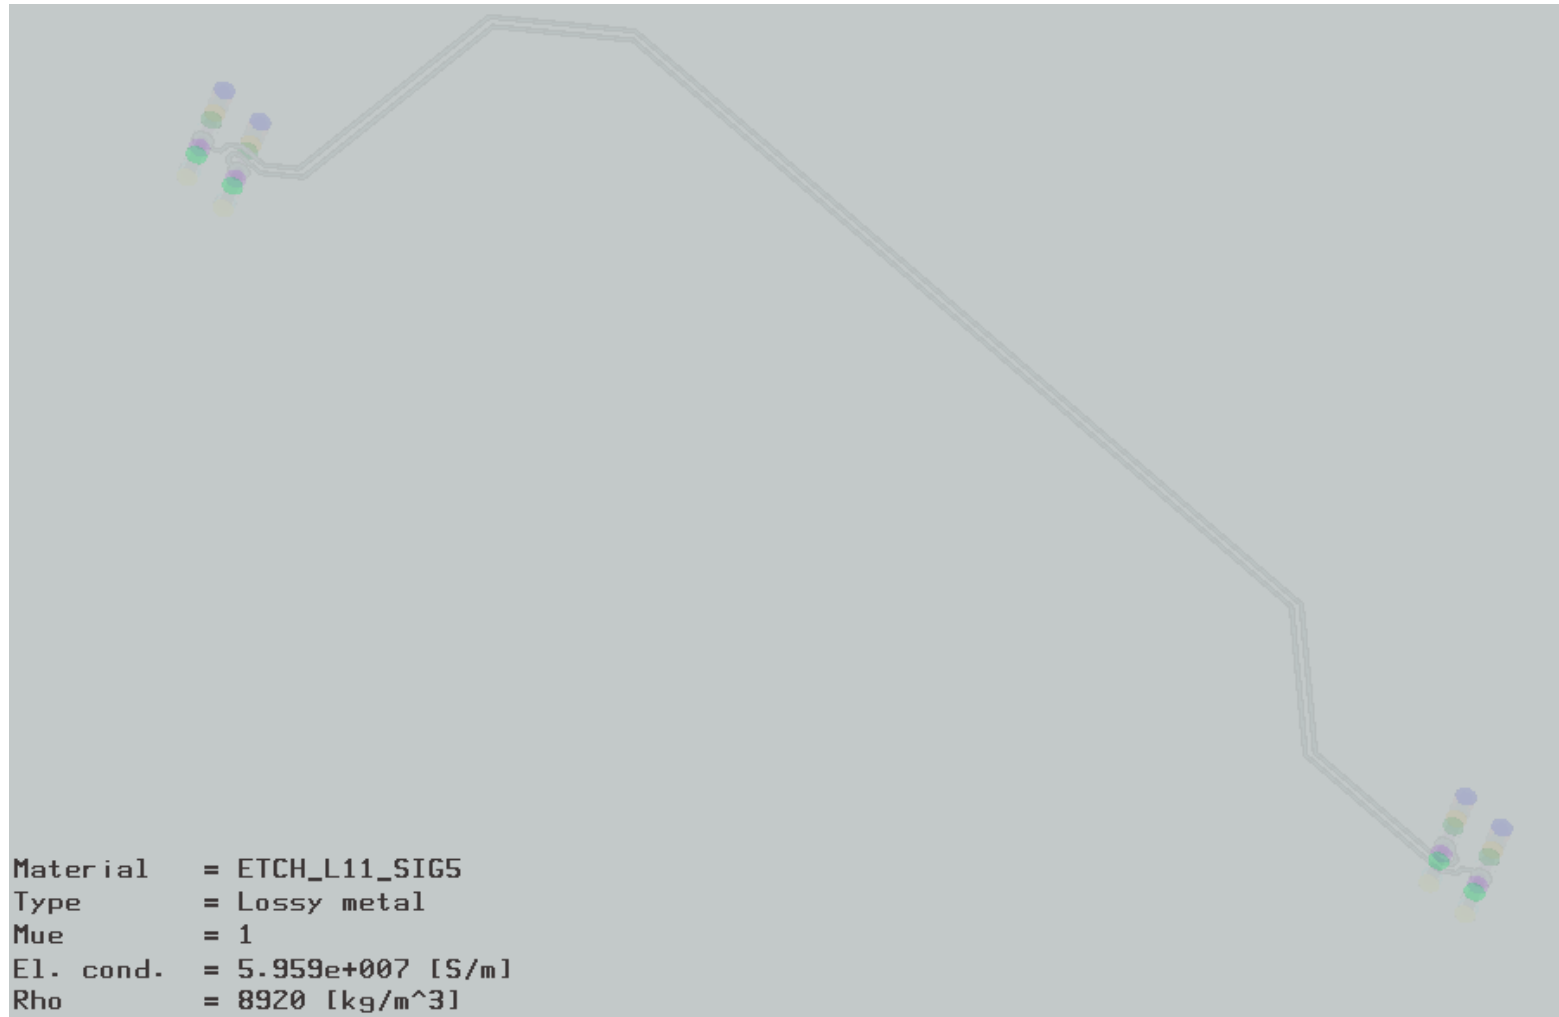 Material = ETCH_L11_SIG5
Type = Lossy metal
Mue = 1
El. cond. = 5.959e+007 [S/m]
Rho = 8920 [kg/m^3]